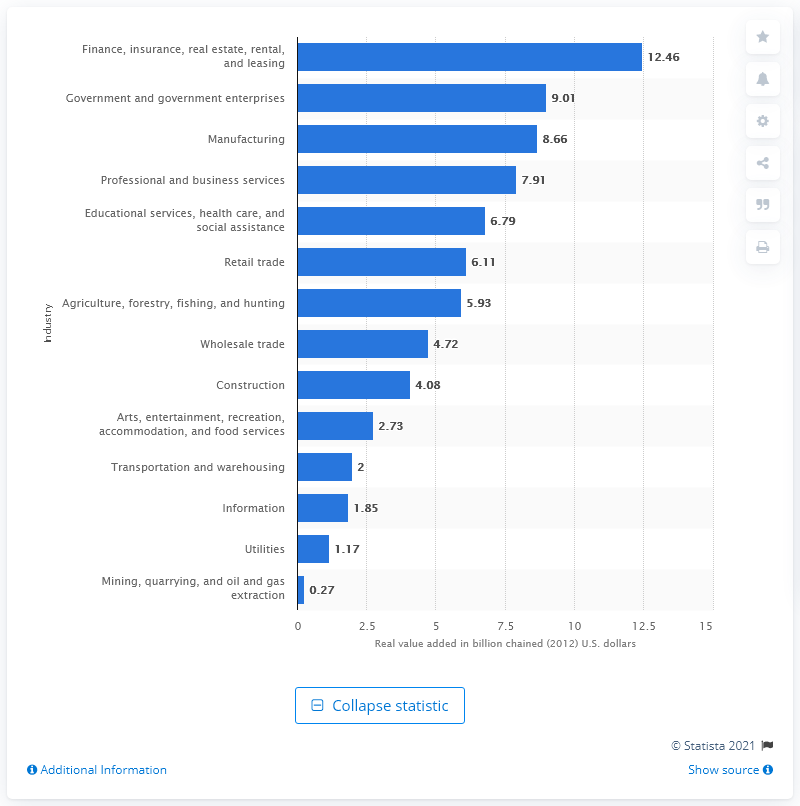 Finance, insurance, real estate, rental,
and leasing
12.46
Government and government enterprises
9.01
Manufacturing
8.66
Professional and business services
7.91
Educational services, health care, and
social assistance
6.79
Retail trade
6.11
Agriculture, forestry, fishing, and hunting
5.93
Wholesale trade
4.72
Construction
4.08
Arts, entertainment, recreation,
accommodation, and food services
2.73
Transportation and warehousing
2
Information
1.85
Utilities
1.17
Mining, quarrying, and oil and gas
extraction
0.27
Industry
0 2.5 5 7.5 10 12.5 15
Real value added in billion chained (2012) U.S. dollars
Collapse statistic
© Statista 2021
Additional Information
Show source